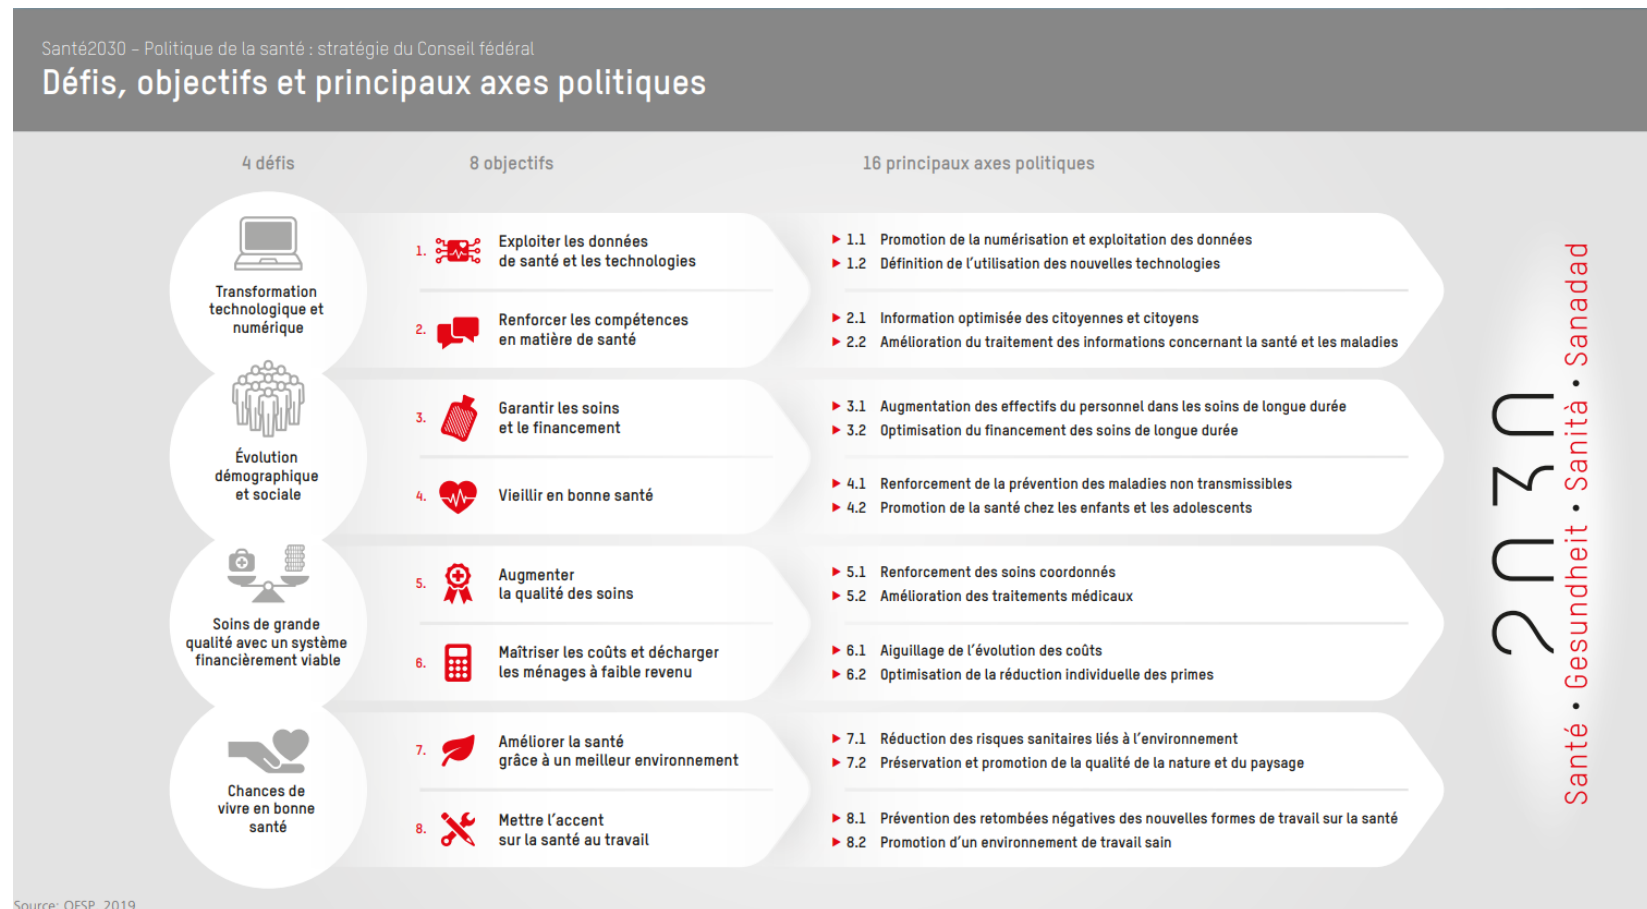 Santé2030 – Politique de la santé : stratégie du Conseil fédéral
Défis, objectifs et principaux axes politiques
4 défis
8 objectifs
16 principaux axes politiques
Transformation
technologique et
numérique
1.
Exploiter les données
de santé et les technologies
▶ 1.1 Promotion de la numérisation et exploitation des données
▶ 1.2 Définition de l'utilisation des nouvelles technologies
2.
Renforcer les compétences
en matière de santé
▶ 2.1 Information optimisée des citoyennes et citoyens
▶ 2.2 Amélioration du traitement des informations concernant la santé et les maladies
Évolution
démographique
et sociale
3.
Garantir les soins
et le financement
▶ 3.1 Augmentation des effectifs du personnel dans les soins de longue durée
▶ 3.2 Optimisation du financement des soins de longue durée
4.
Vieillir en bonne santé
▶ 4.1 Renforcement de la prévention des maladies non transmissibles
▶ 4.2 Promotion de la santé chez les enfants et les adolescents
Soins de grande
qualité avec un système
financièrement viable
5.
Augmenter
la qualité des soins
▶ 5.1 Renforcement des soins coordonnés
▶ 5.2 Amélioration des traitements médicaux
6.
Maîtriser les coûts et décharger
les ménages à faible revenu
▶ 6.1 Aiguillage de l'évolution des coûts
▶ 6.2 Optimisation de la réduction individuelle des primes
Chances de
vivre en bonne
santé
7.
Améliorer la santé
grâce à un meilleur environnement
▶ 7.1 Réduction des risques sanitaires liés à l'environnement
▶ 7.2 Préservation et promotion de la qualité de la nature et du paysage
8.
Mettre l'accent
sur la santé au travail
▶ 8.1 Prévention des retombées négatives des nouvelles formes de travail sur la santé
▶ 8.2 Promotion d'un environnement de travail sain
2030
Santé • Gesundheit • Sanità • Sanadad
Source: OFSP, 2019